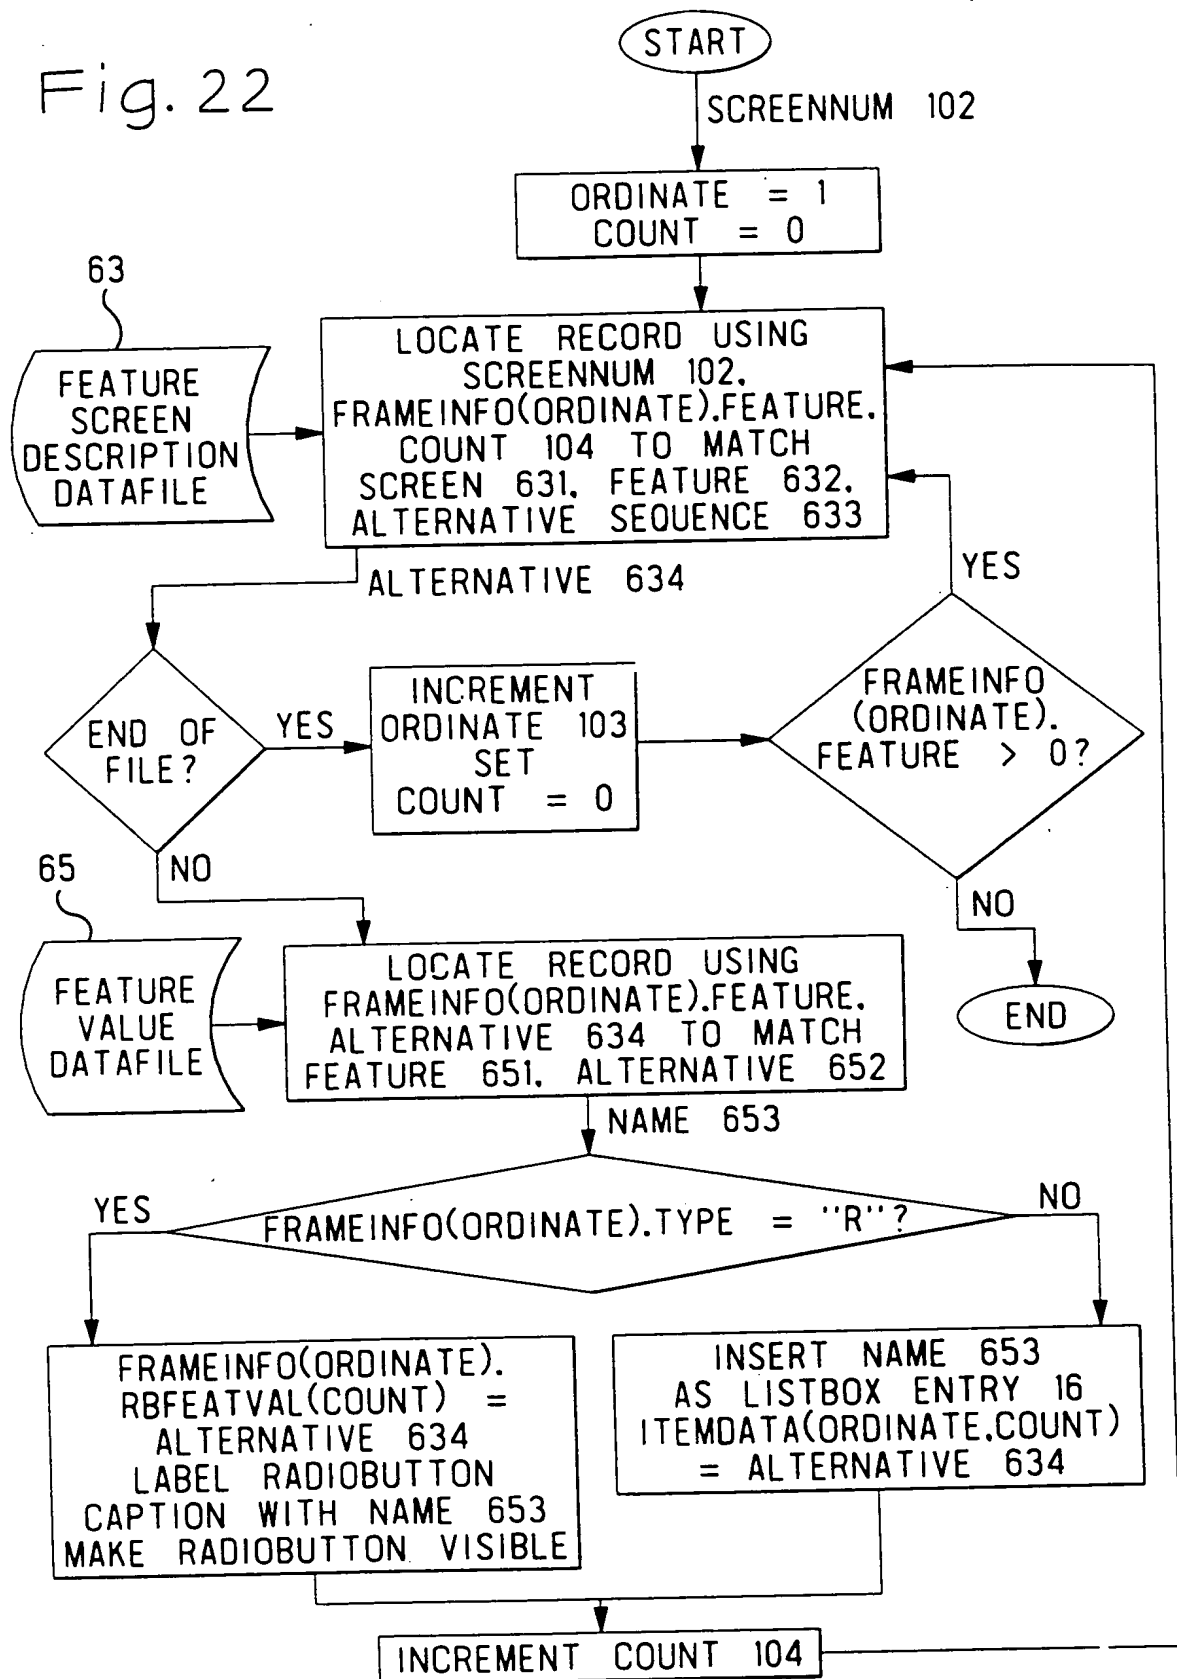 Fig. 22
START
SCREENNUM 102
ORDINATE = 1
COUNT = 0
63
FEATURE
SCREEN
DESCRIPTION
DATAFILE
LOCATE RECORD USING
SCREENNUM 102,
FRAMEINFO(ORDINATE).FEATURE,
COUNT 104 TO MATCH
SCREEN 631, FEATURE 632,
ALTERNATIVE SEQUENCE 633
ALTERNATIVE 634
YES
END OF
FILE?
YES
INCREMENT
ORDINATE 103
SET
COUNT = 0
FRAMEINFO
(ORDINATE).
FEATURE > 0?
NO
NO
END
65
FEATURE
VALUE
DATAFILE
LOCATE RECORD USING
FRAMEINFO(ORDINATE).FEATURE,
ALTERNATIVE 634 TO MATCH
FEATURE 651, ALTERNATIVE 652
NAME 653
YES
FRAMEINFO(ORDINATE).TYPE = "R"?
NO
FRAMEINFO(ORDINATE).
RBFEATVAL(COUNT) =
ALTERNATIVE 634
LABEL RADIOBUTTON
CAPTION WITH NAME 653
MAKE RADIOBUTTON VISIBLE
INSERT NAME 653
AS LISTBOX ENTRY 16
ITEMDATA(ORDINATE,COUNT)
= ALTERNATIVE 634
INCREMENT COUNT 104